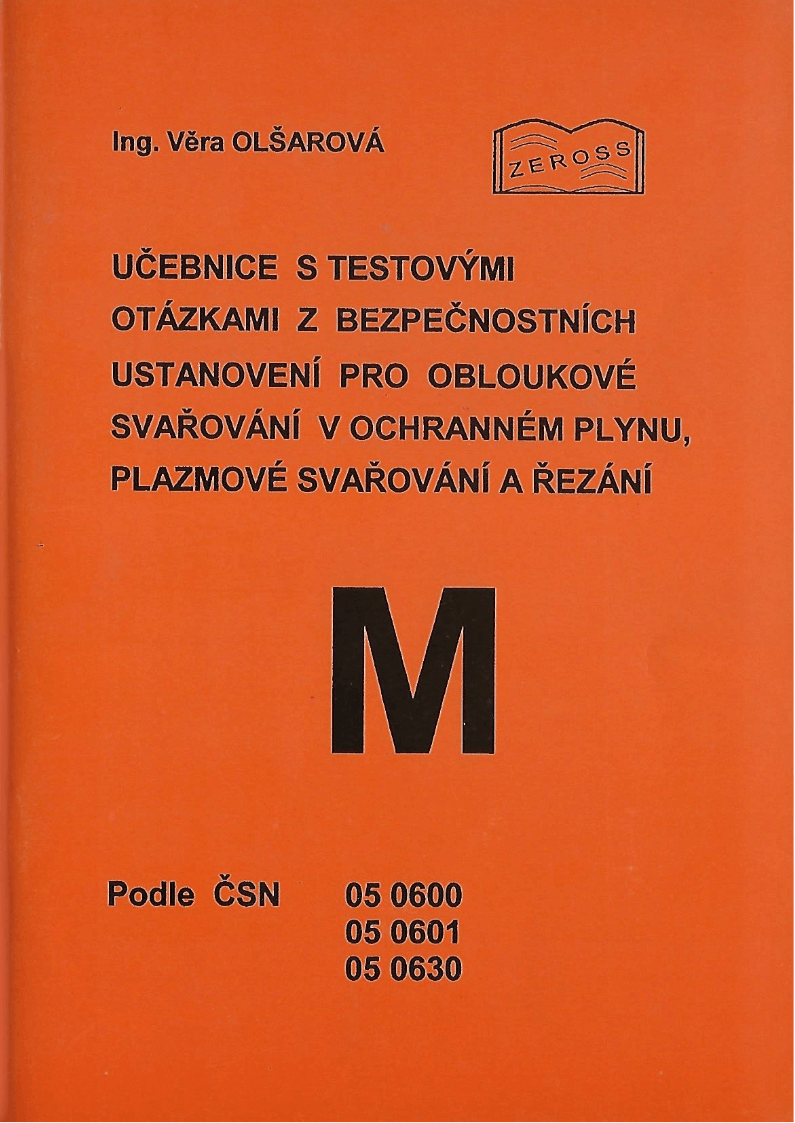 Ing. Věra OLŠAROVÁ
ZEROSS
UČEBNICE S TESTOVÝMI
OTÁZKAMI Z BEZPEČNOSTNÍCH
USTANOVENÍ PRO OBLOUKOVÉ
SVAŘOVÁNÍ V OCHRANNÉM PLYNU,
PLAZMOVÉ SVAŘOVÁNÍ A ŘEZÁNÍ
M
Podle ČSN 05 0600
05 0601
05 0630